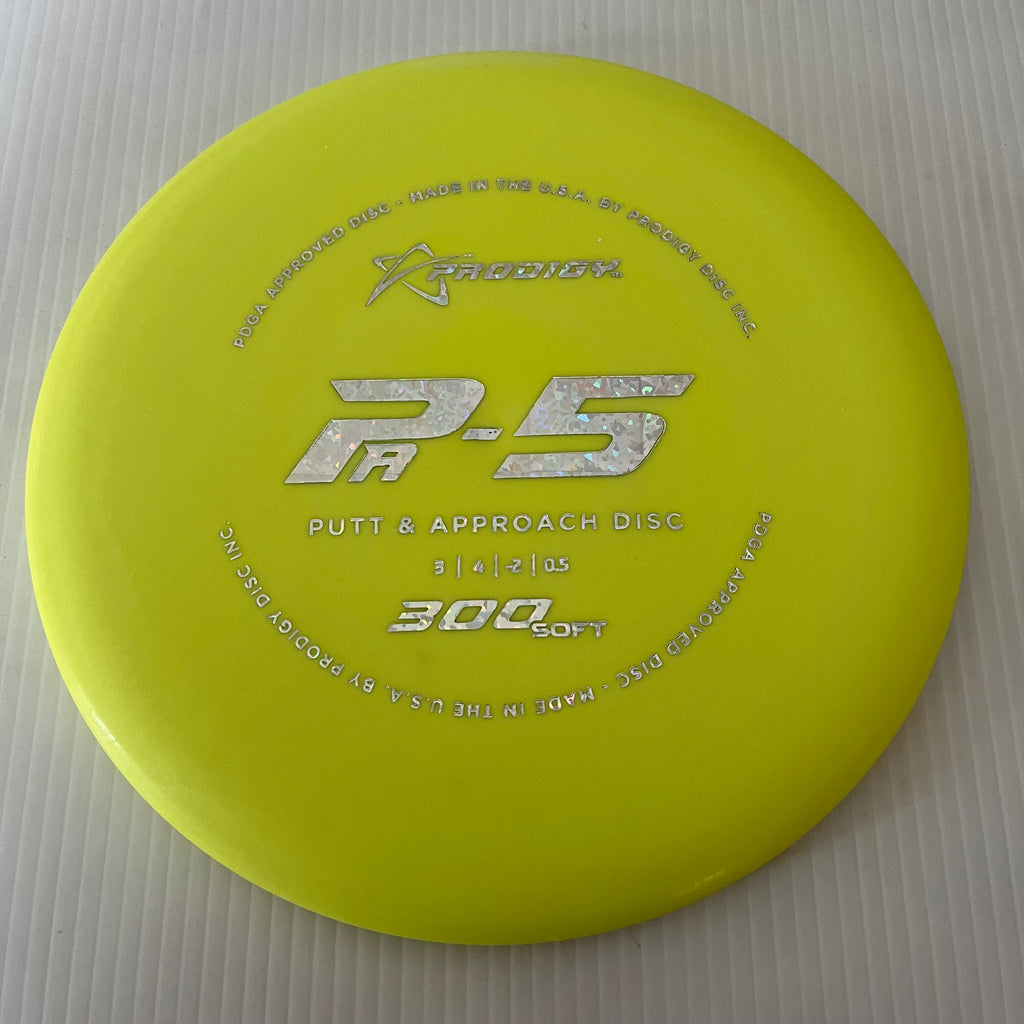 PDGA APPROVED DISC - MADE IN THE U.S.A. BY PRODIGY DISC INC.
PRODIGY™
PA-5
PUTT & APPROACH DISC
3 | 4 | -2 | 0.5
300 SOFT
PDGA APPROVED DISC - MADE IN THE U.S.A. BY PRODIGY DISC INC.